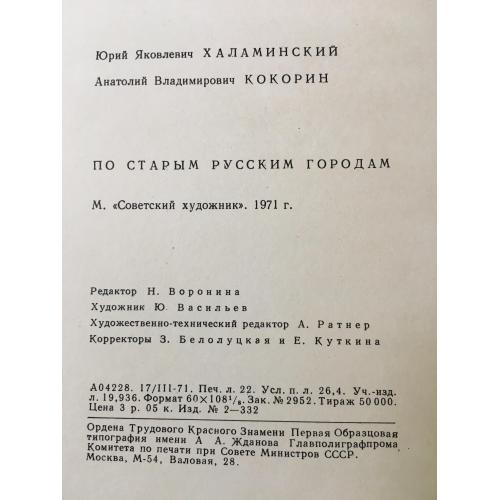 Юрий Яковлевич ХАЛАМИНСКИЙ
Анатолий Владимирович КОКОРИН
ПО СТАРЫМ РУССКИМ ГОРОДАМ
М. «Советский художник». 1971 г.
Редактор Н. Воронина
Художник Ю. Васильев
Художественно-технический редактор А. Ратнер
Корректоры З. Белолуцкая и Е. Куткина
А04228. 17/III-71. Печ. л. 22. Усл. п. л. 26,4. Уч.-изд.
л. 19,936. Формат 60×108¹/₈. Зак. № 2952. Тираж 50 000.
Цена 3 р. 05 к. Изд. № 2—332
Ордена Трудового Красного Знамени Первая Образцовая
типография имени А. А. Жданова Главполиграфпрома
Комитета по печати при Совете Министров СССР.
Москва, М-54, Валовая, 28.